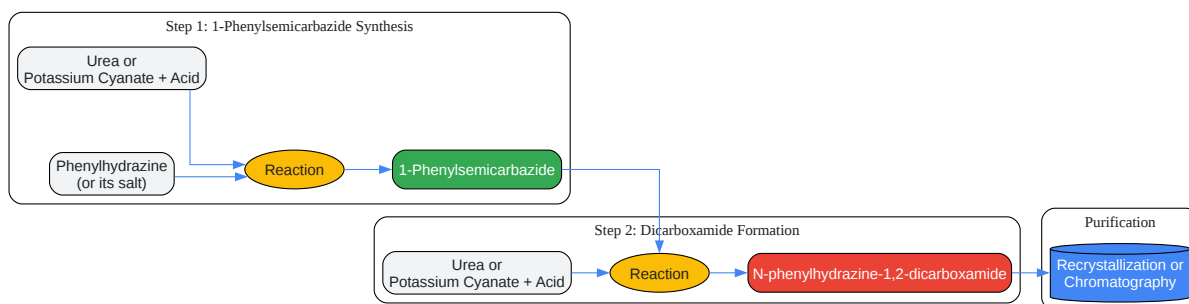 Step 1: 1-Phenylsemicarbazide Synthesis
Urea or
Potassium Cyanate + Acid
Phenylhydrazine
(or its salt)
Reaction
1-Phenylsemicarbazide
Step 2: Dicarboxamide Formation
Urea or
Potassium Cyanate + Acid
Reaction
N-phenylhydrazine-1,2-dicarboxamide
Purification
Recrystallization or
Chromatography